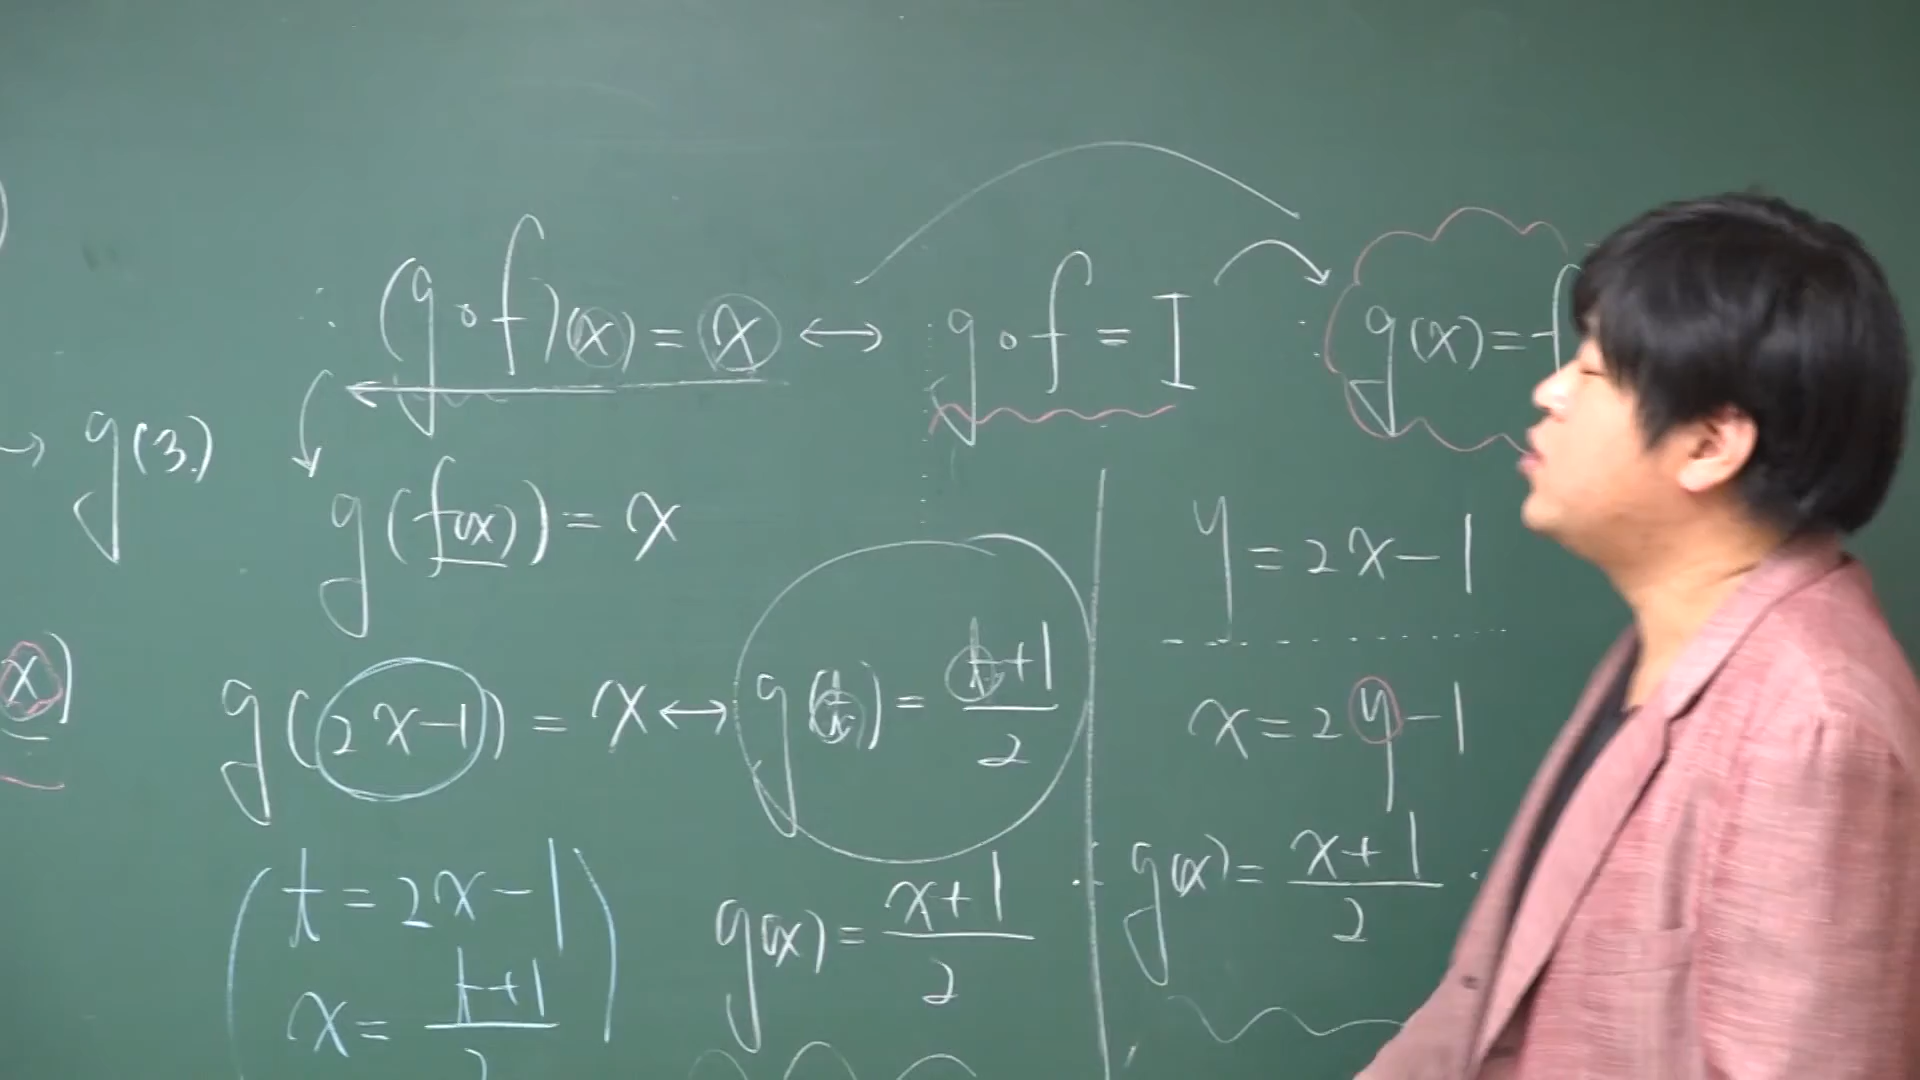 ∴ (g∘f)(x) = x ↔ g∘f = I ∴ g(x) = f
→ g(3)
g(f(x)) = x
x)
g(2x-1) = x ↔ g(t) = (t+1)/2
t = 2x-1
x = (t+1)/2
g(x) = (x+1)/2
y = 2x-1
x = 2y-1
∴ g(x) = (x+1)/2